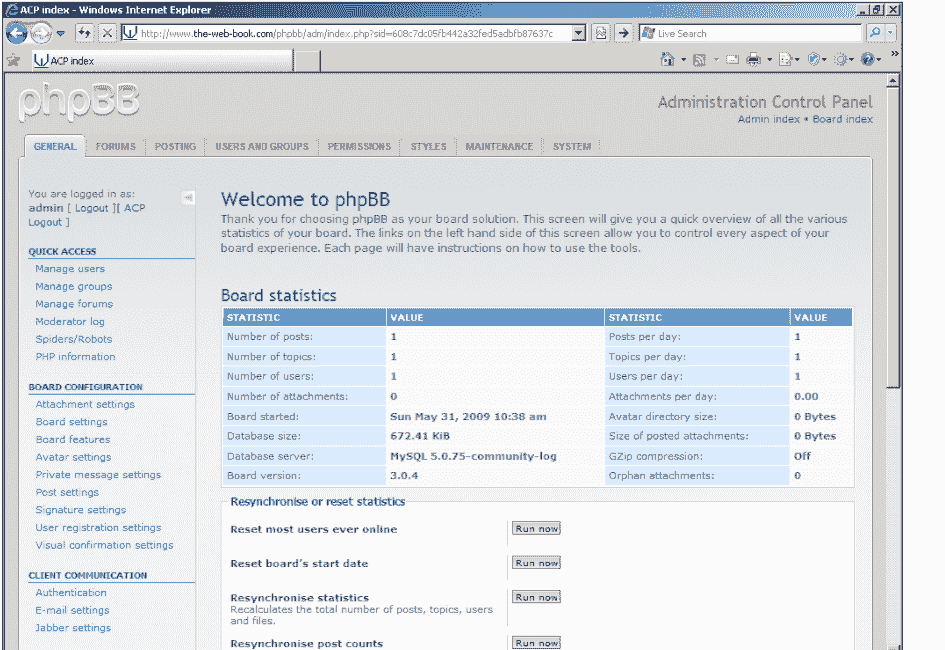 ACP index - Windows Internet Explorer
http://www.the-web-book.com/phpbb/adm/index.php?sid=608c7dc05fb442a32fed5adbfb87637c
Live Search
ACP index
phpBB
Administration Control Panel
Admin index • Board index
GENERAL FORUMS POSTING USERS AND GROUPS PERMISSIONS STYLES MAINTENANCE SYSTEM
You are logged in as:
admin [ Logout ][ ACP
Logout ]
QUICK ACCESS
Manage users
Manage groups
Manage forums
Moderator log
Spiders/Robots
PHP information
BOARD CONFIGURATION
Attachment settings
Board settings
Board features
Avatar settings
Private message settings
Post settings
Signature settings
User registration settings
Visual confirmation settings
CLIENT COMMUNICATION
Authentication
E-mail settings
Jabber settings
Welcome to phpBB
Thank you for choosing phpBB as your board solution. This screen will give you a quick overview of all the various
statistics of your board. The links on the left hand side of this screen allow you to control every aspect of your
board experience. Each page will have instructions on how to use the tools.
Board statistics
STATISTIC VALUE STATISTIC VALUE
Number of posts: 1 Posts per day: 1
Number of topics: 1 Topics per day: 1
Number of users: 1 Users per day: 1
Number of attachments: 0 Attachments per day: 0.00
Board started: Sun May 31, 2009 10:38 am Avatar directory size: 0 Bytes
Database size: 672.41 KiB Size of posted attachments: 0 Bytes
Database server: MySQL 5.0.75-community-log GZip compression: Off
Board version: 3.0.4 Orphan attachments: 0
Resynchronise or reset statistics
Reset most users ever online Run now
Reset board's start date Run now
Resynchronise statistics Run now
Recalculates the total number of posts, topics, users
and files.
Resynchronise post counts Run now